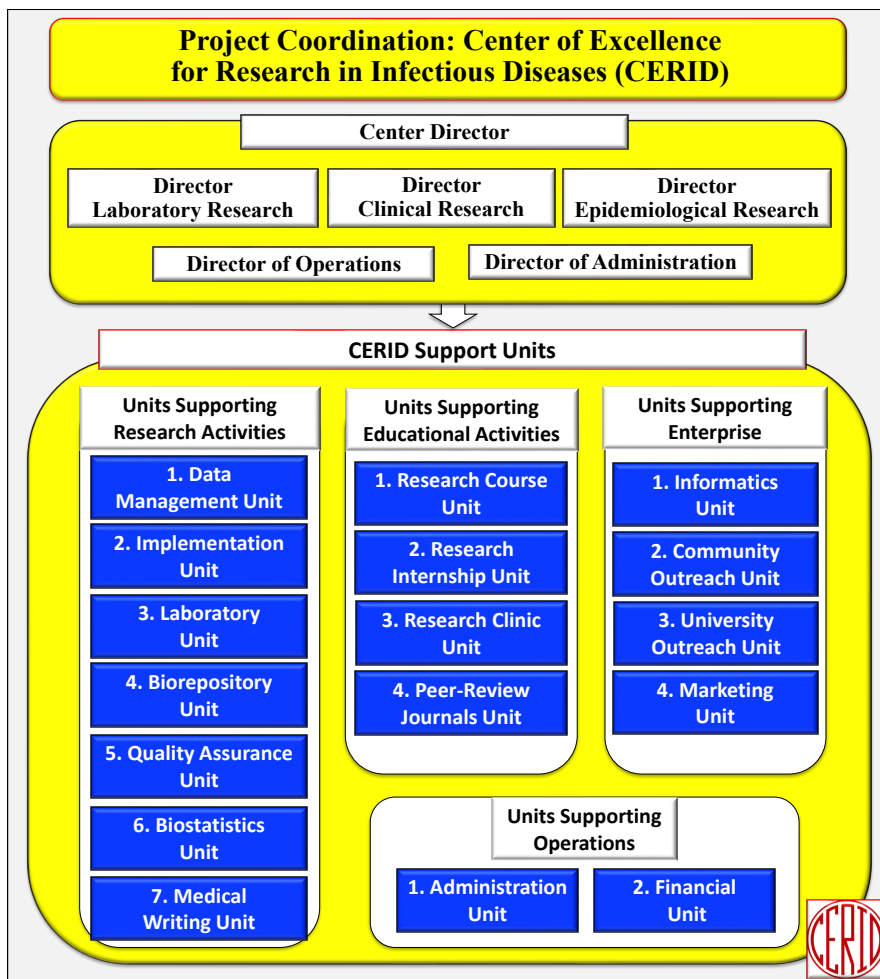 Project Coordination: Center of Excellence
for Research in Infectious Diseases (CERID)
Center Director
Director
Laboratory Research
Director
Clinical Research
Director
Epidemiological Research
Director of Operations
Director of Administration
CERID Support Units
Units Supporting
Research Activities
1. Data
Management Unit
2. Implementation
Unit
3. Laboratory
Unit
4. Biorepository
Unit
5. Quality Assurance
Unit
6. Biostatistics
Unit
7. Medical
Writing Unit
Units Supporting
Educational Activities
1. Research Course
Unit
2. Research
Internship Unit
3. Research Clinic
Unit
4. Peer-Review
Journals Unit
Units Supporting
Enterprise
1. Informatics
Unit
2. Community
Outreach Unit
3. University
Outreach Unit
4. Marketing
Unit
Units Supporting
Operations
1. Administration
Unit
2. Financial
Unit
CERID